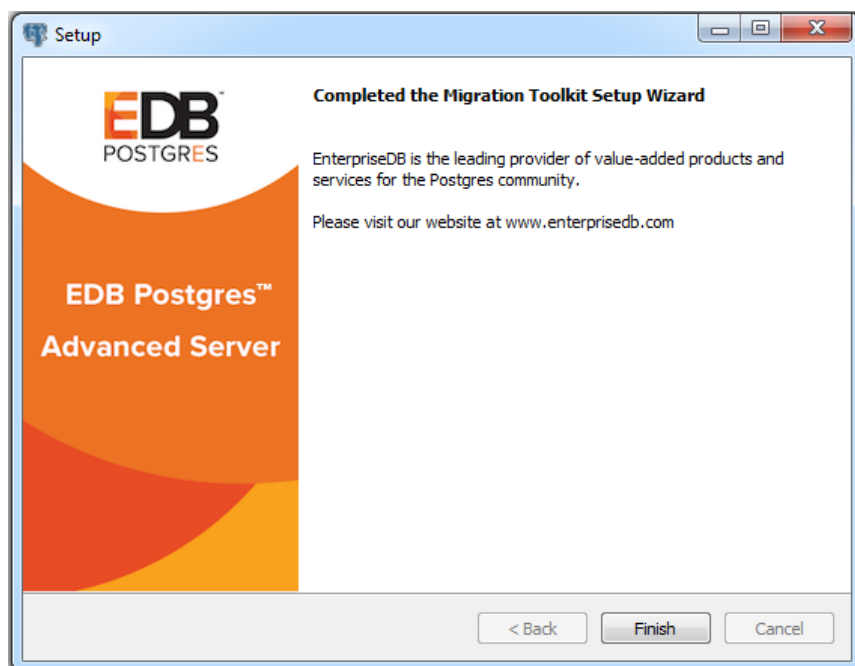 Setup
EDB™
POSTGRES
EDB Postgres™
Advanced Server
Completed the Migration Toolkit Setup Wizard
EnterpriseDB is the leading provider of value-added products and
services for the Postgres community.
Please visit our website at www.enterprisedb.com
< Back
Finish
Cancel